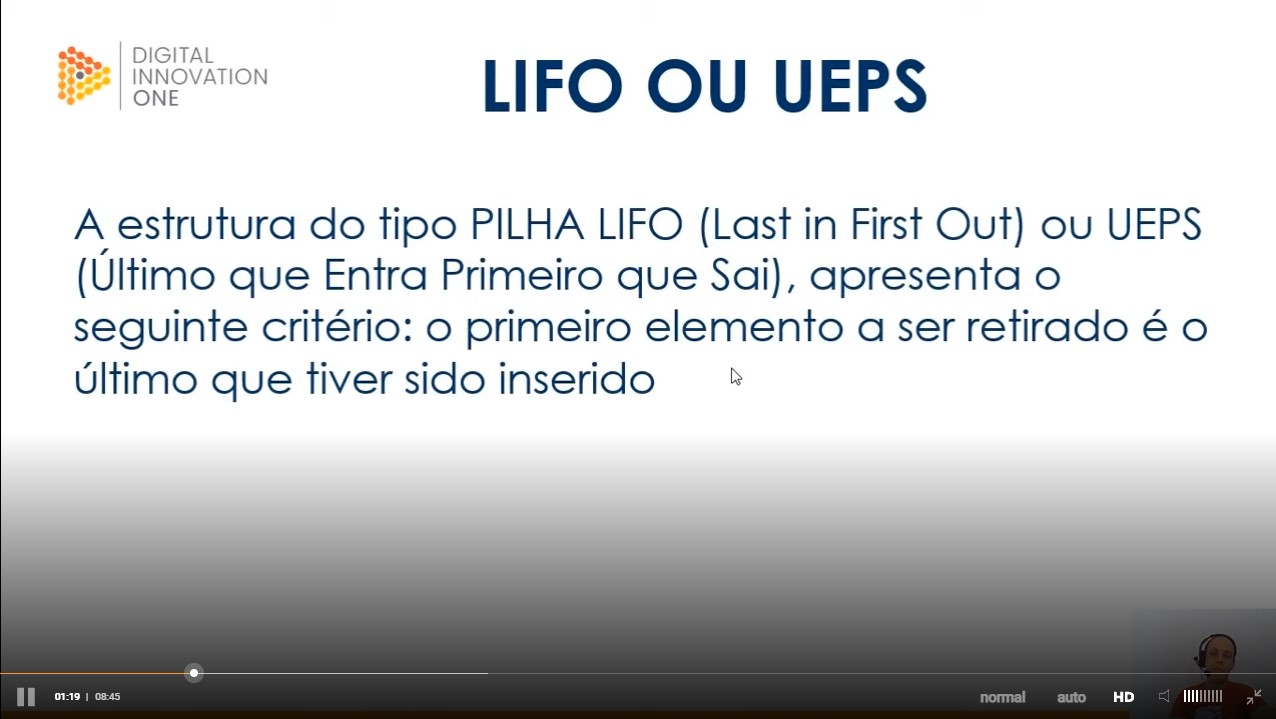 DIGITAL
INNOVATION
ONE
LIFO OU UEPS
A estrutura do tipo PILHA LIFO (Last in First Out) ou UEPS
(Último que Entra Primeiro que Sai), apresenta o
seguinte critério: o primeiro elemento a ser retirado é o
último que tiver sido inserido
01:19 | 08:45
normal auto HD